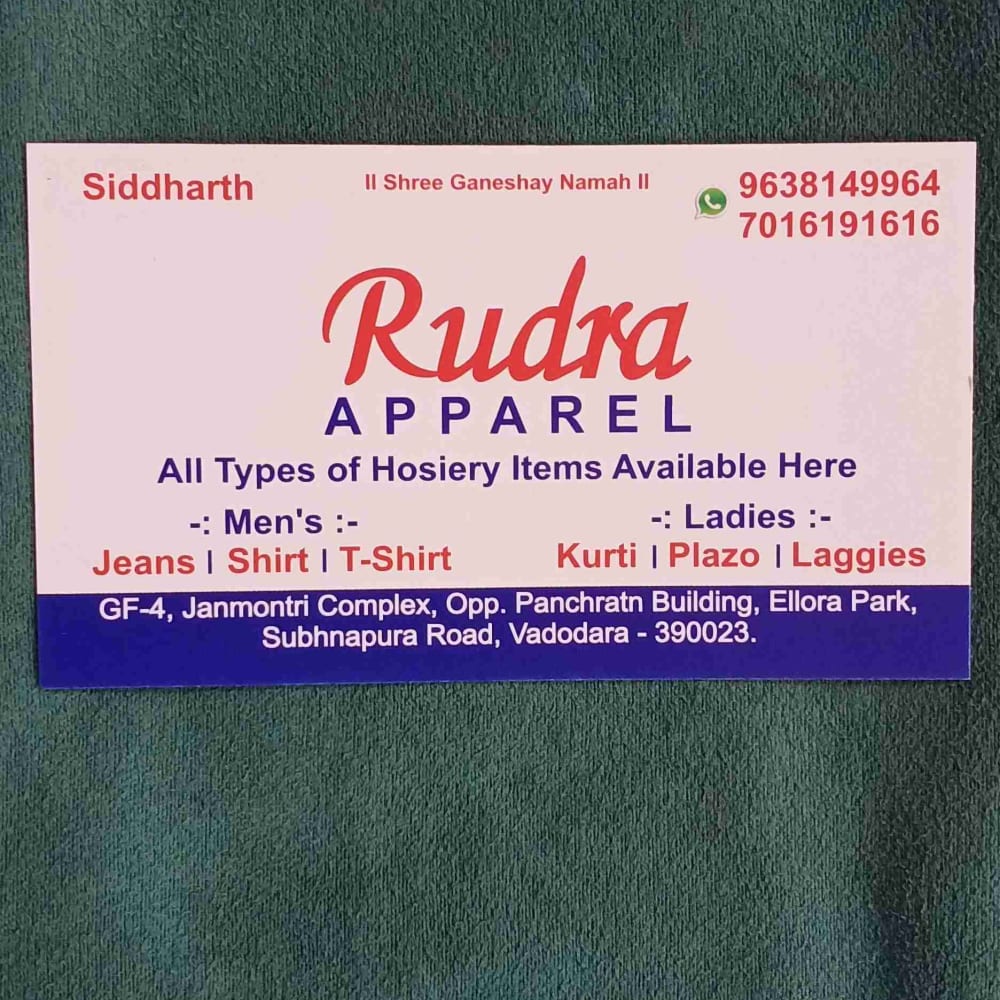 Siddharth
II Shree Ganeshay Namah II
9638149964
7016191616
Rudra
APPAREL
All Types of Hosiery Items Available Here
-: Men's :-
Jeans | Shirt | T-Shirt
-: Ladies :-
Kurti | Plazo | Laggies
GF-4, Janmontri Complex, Opp. Panchratn Building, Ellora Park,
Subhnapura Road, Vadodara - 390023.